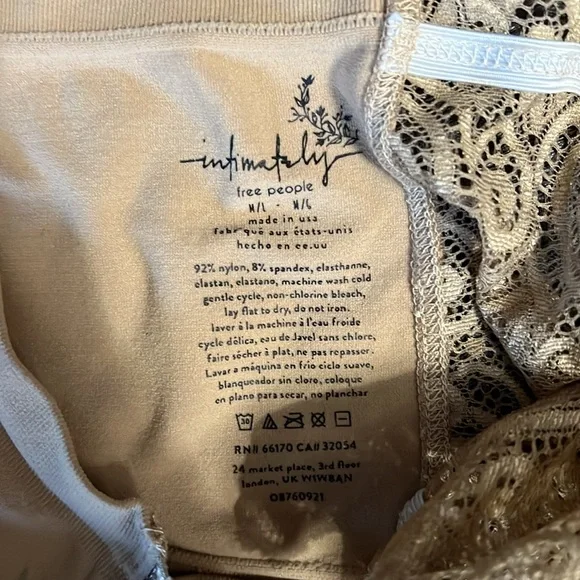 intimately
free people
M/L - M/G
made in usa
fabriqué aux états-unis
hecho en ee.uu
92% nylon, 8% spandex, elasthanne,
elastan, elastano, machine wash cold
gentle cycle, non-chlorine bleach,
lay flat to dry, do not iron.
laver à la machine à l'eau froide
cycle délica, eau de Javel sans chlore,
faire sécher à plat, ne pas repasser.
Lavar a máquina en frío ciclo suave,
blanqueador sin cloro, coloque
en plano para secar, no planchar
30
RN# 66170 CA# 32054
24 market place, 3rd floor
london, UK W1W8AN
OB760921